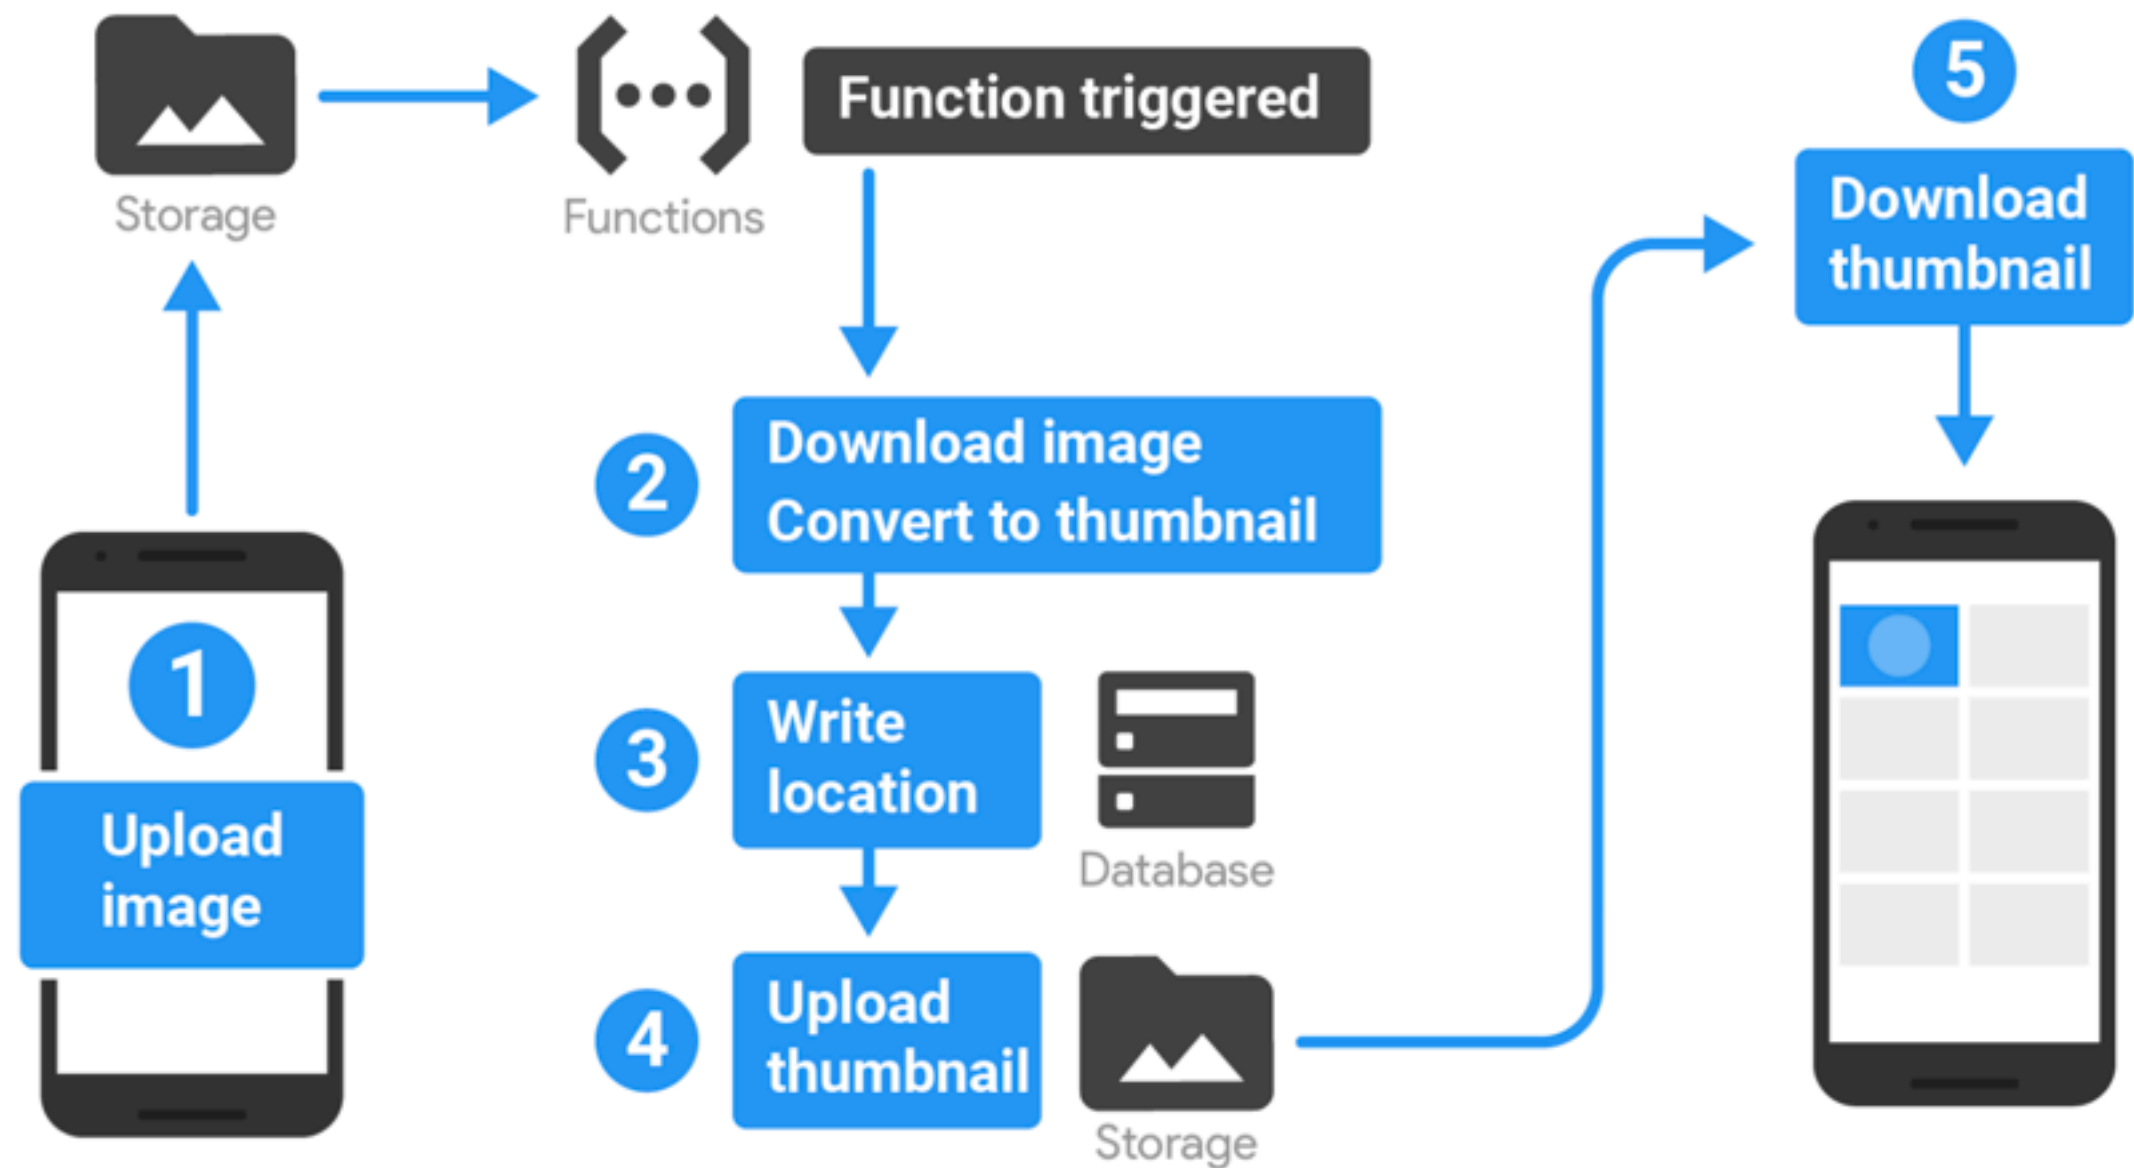 Storage
Functions
Function triggered
1
Upload
image
2
Download image
Convert to thumbnail
3
Write
location
Database
4
Upload
thumbnail
Storage
5
Download
thumbnail